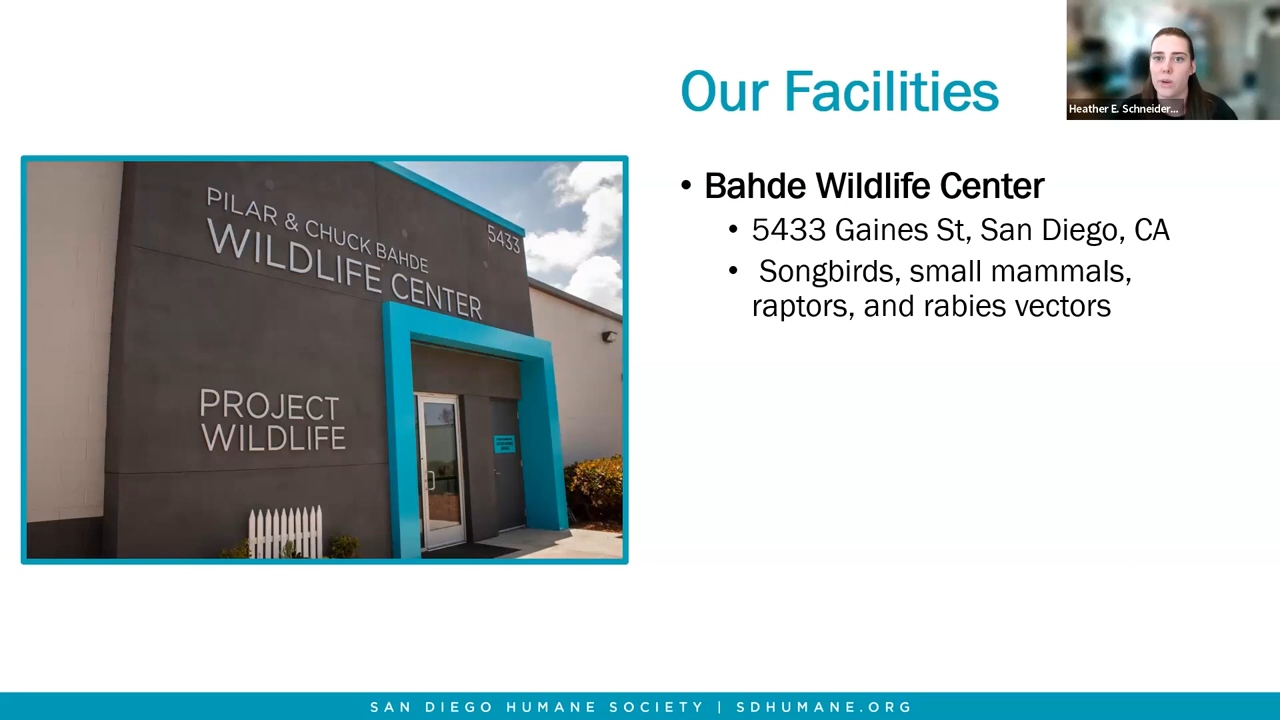 Our Facilities
Heather E. Schneider...
PILAR & CHUCK BAHDE
WILDLIFE CENTER
5433
PROJECT
WILDLIFE
• Bahde Wildlife Center
• 5433 Gaines St, San Diego, CA
• Songbirds, small mammals,
raptors, and rabies vectors
SAN DIEGO HUMANE SOCIETY | SDHUMANE.ORG